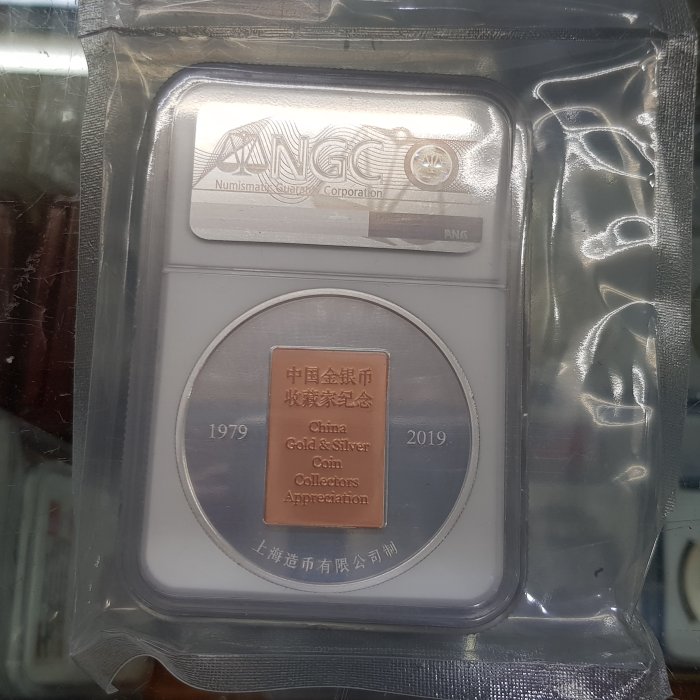 NGC
Numismatic Guaranty Corporation
中国金银币
收藏家纪念
China
Gold & Silver
Coin
Collectors
Appreciation
1979
2019
上海造币有限公司制